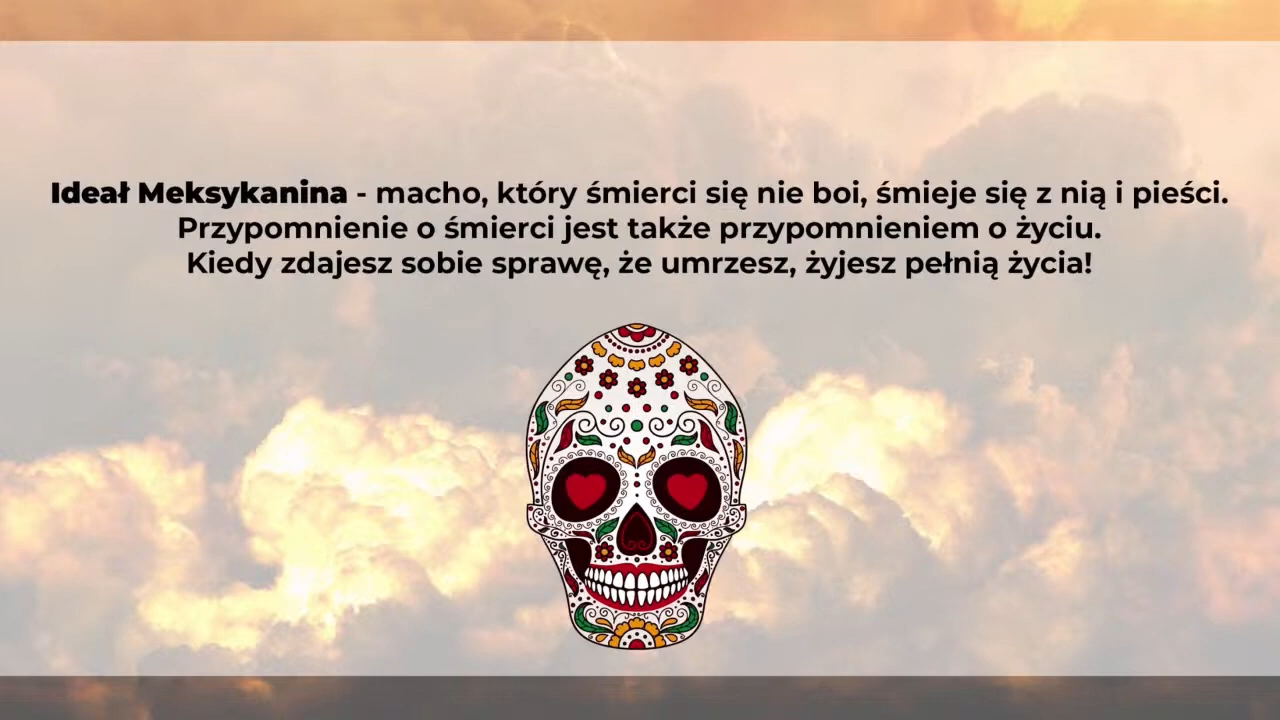 Ideał Meksykanina - macho, który śmierci się nie boi, śmieje się z nią i pieści.
Przypomnienie o śmierci jest także przypomnieniem o życiu.
Kiedy zdajesz sobie sprawę, że umrzesz, żyjesz pełnią życia!